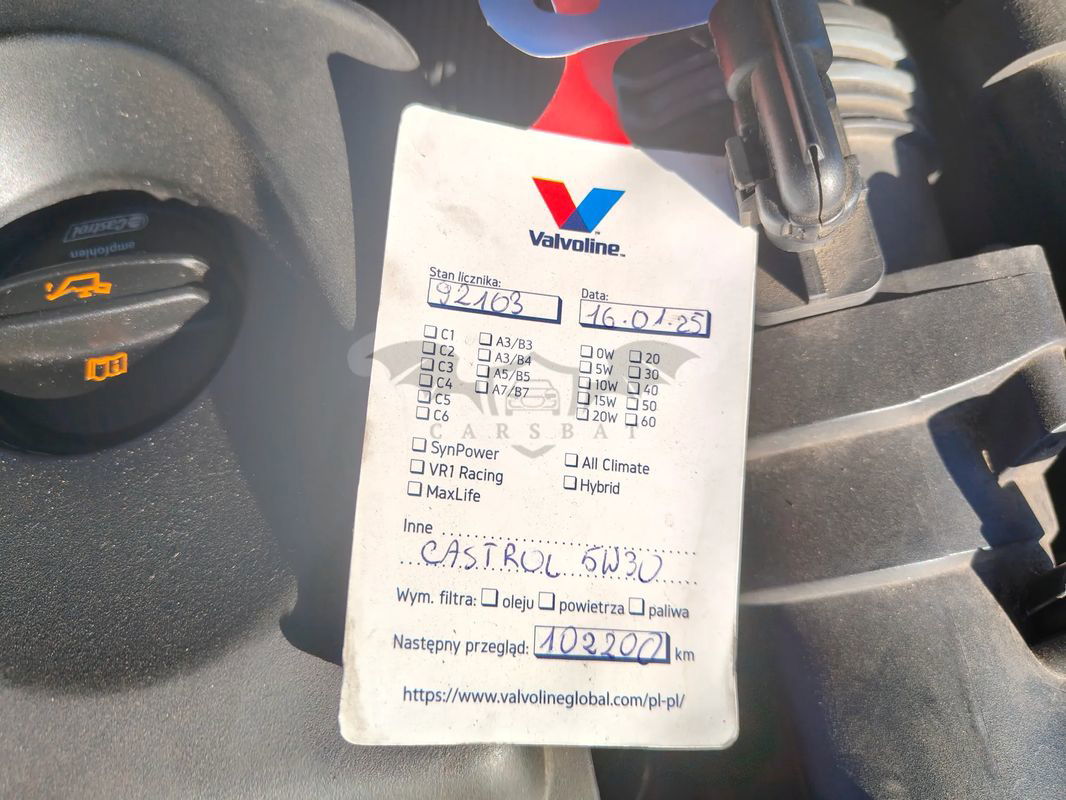 Castrol
empfohlen
Valvoline™
Stan licznika: Data:
92103 16.01.25
C1 A3/B3 0W 20
C2 A3/B4 5W 30
C3 A5/B5 10W 40
C4 A7/B7 15W 50
C5 20W 60
C6
CARSBAT
SynPower All Climate
VR1 Racing Hybrid
MaxLife
Inne
CASTROL 5W30
Wym. filtra: oleju powietrza paliwa
Następny przegląd: 102200 km
https://www.valvolineglobal.com/pl-pl/